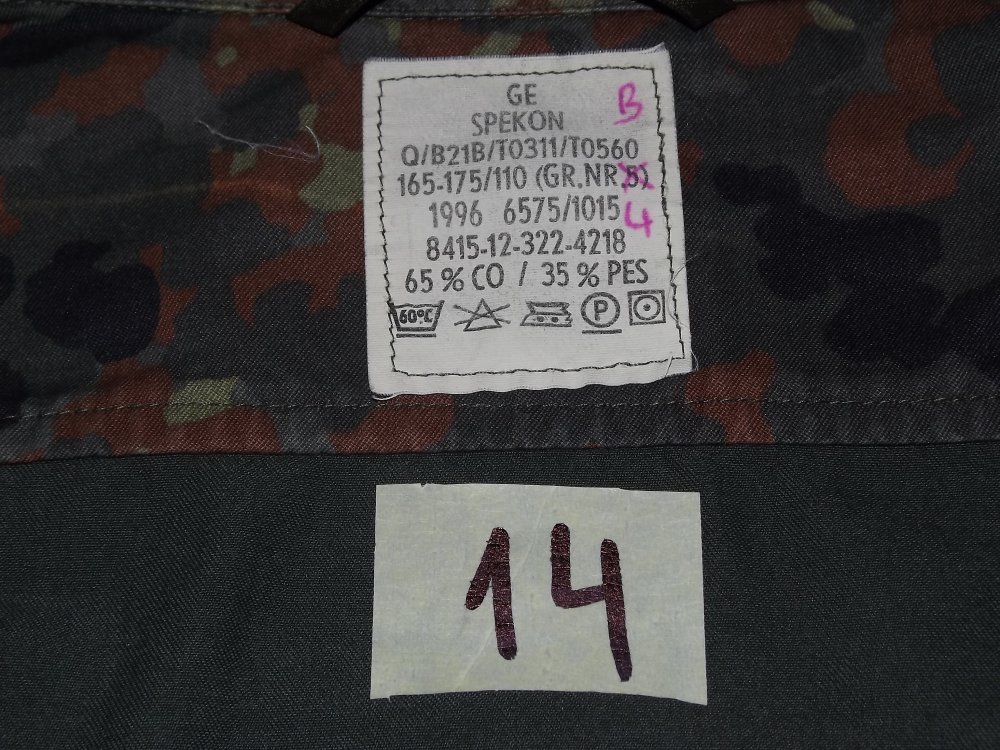 GE
B
SPEKON
Q/B21B/T0311/T0560
165-175/110 (GR.NR.5)
1996 6575/1015
4
8415-12-322-4218
65 % CO / 35 % PES
60°C P
14